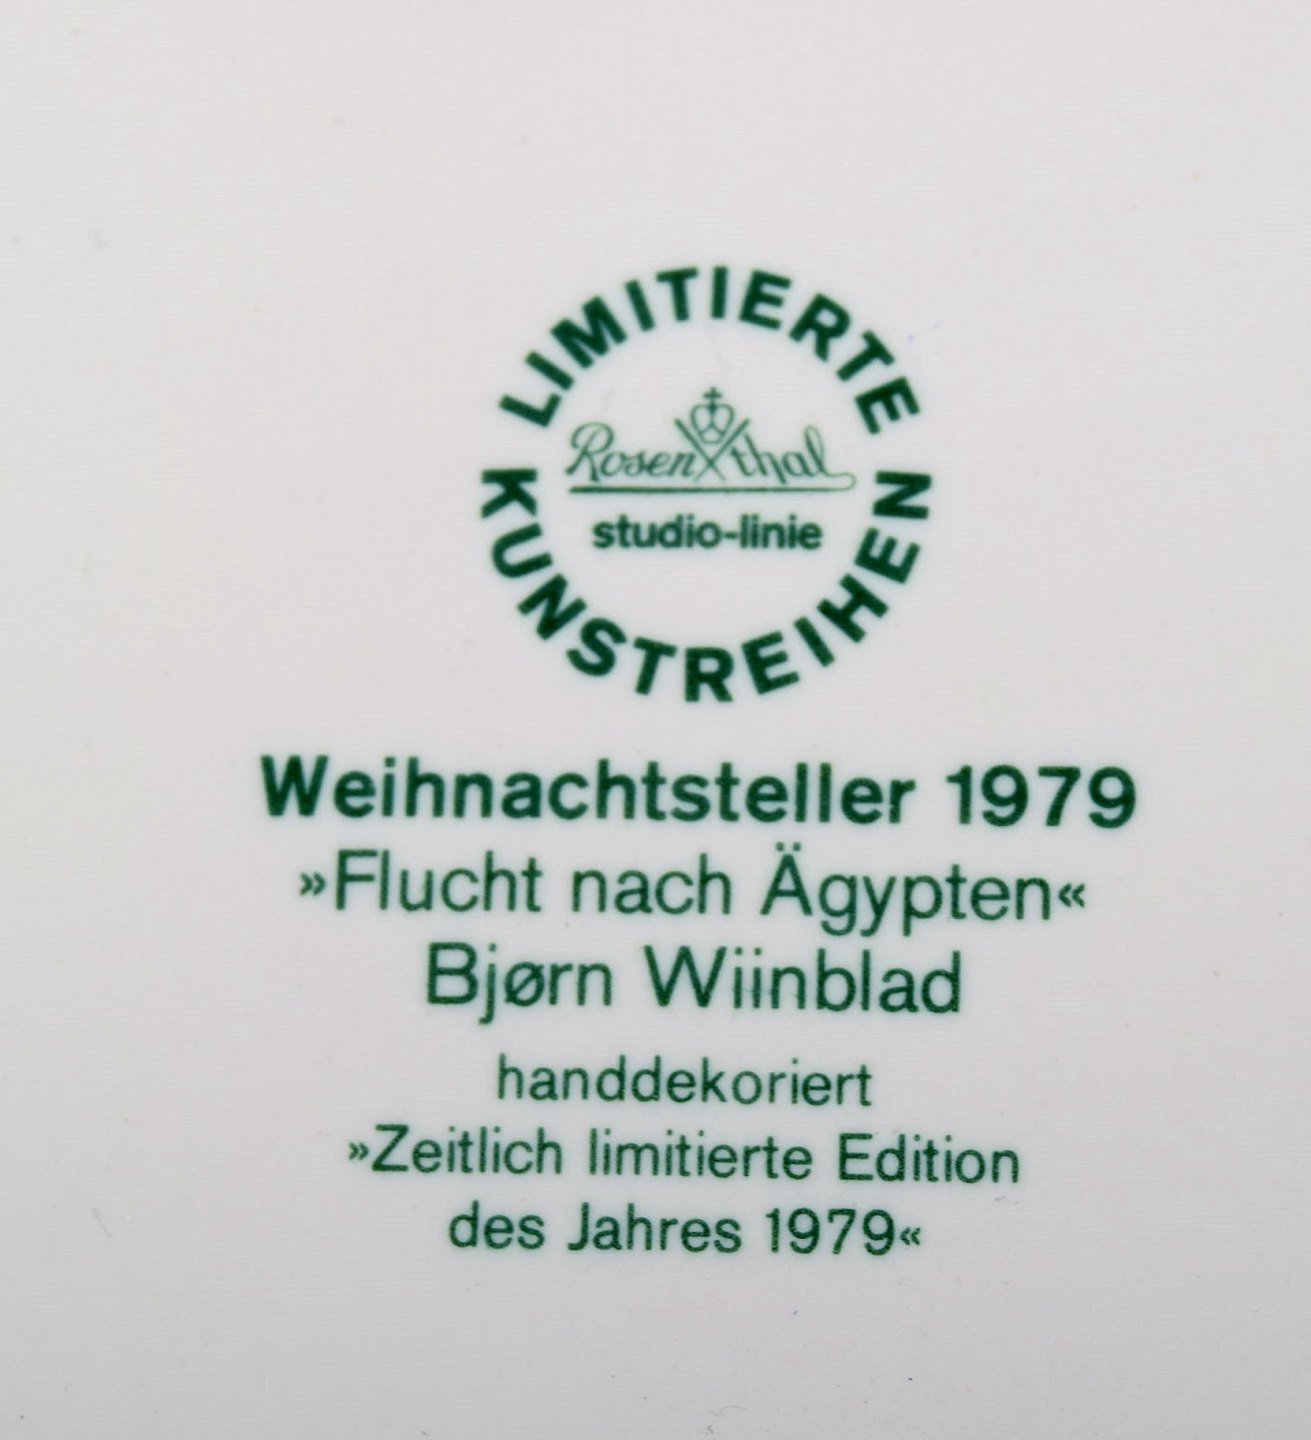 LIMITIERTE
Rosenthal
studio-linie
KUNSTREIHEN
Weihnachtsteller 1979
»Flucht nach Ägypten«
Bjørn Wiinblad
handdekoriert
»Zeitlich limitierte Edition
des Jahres 1979«